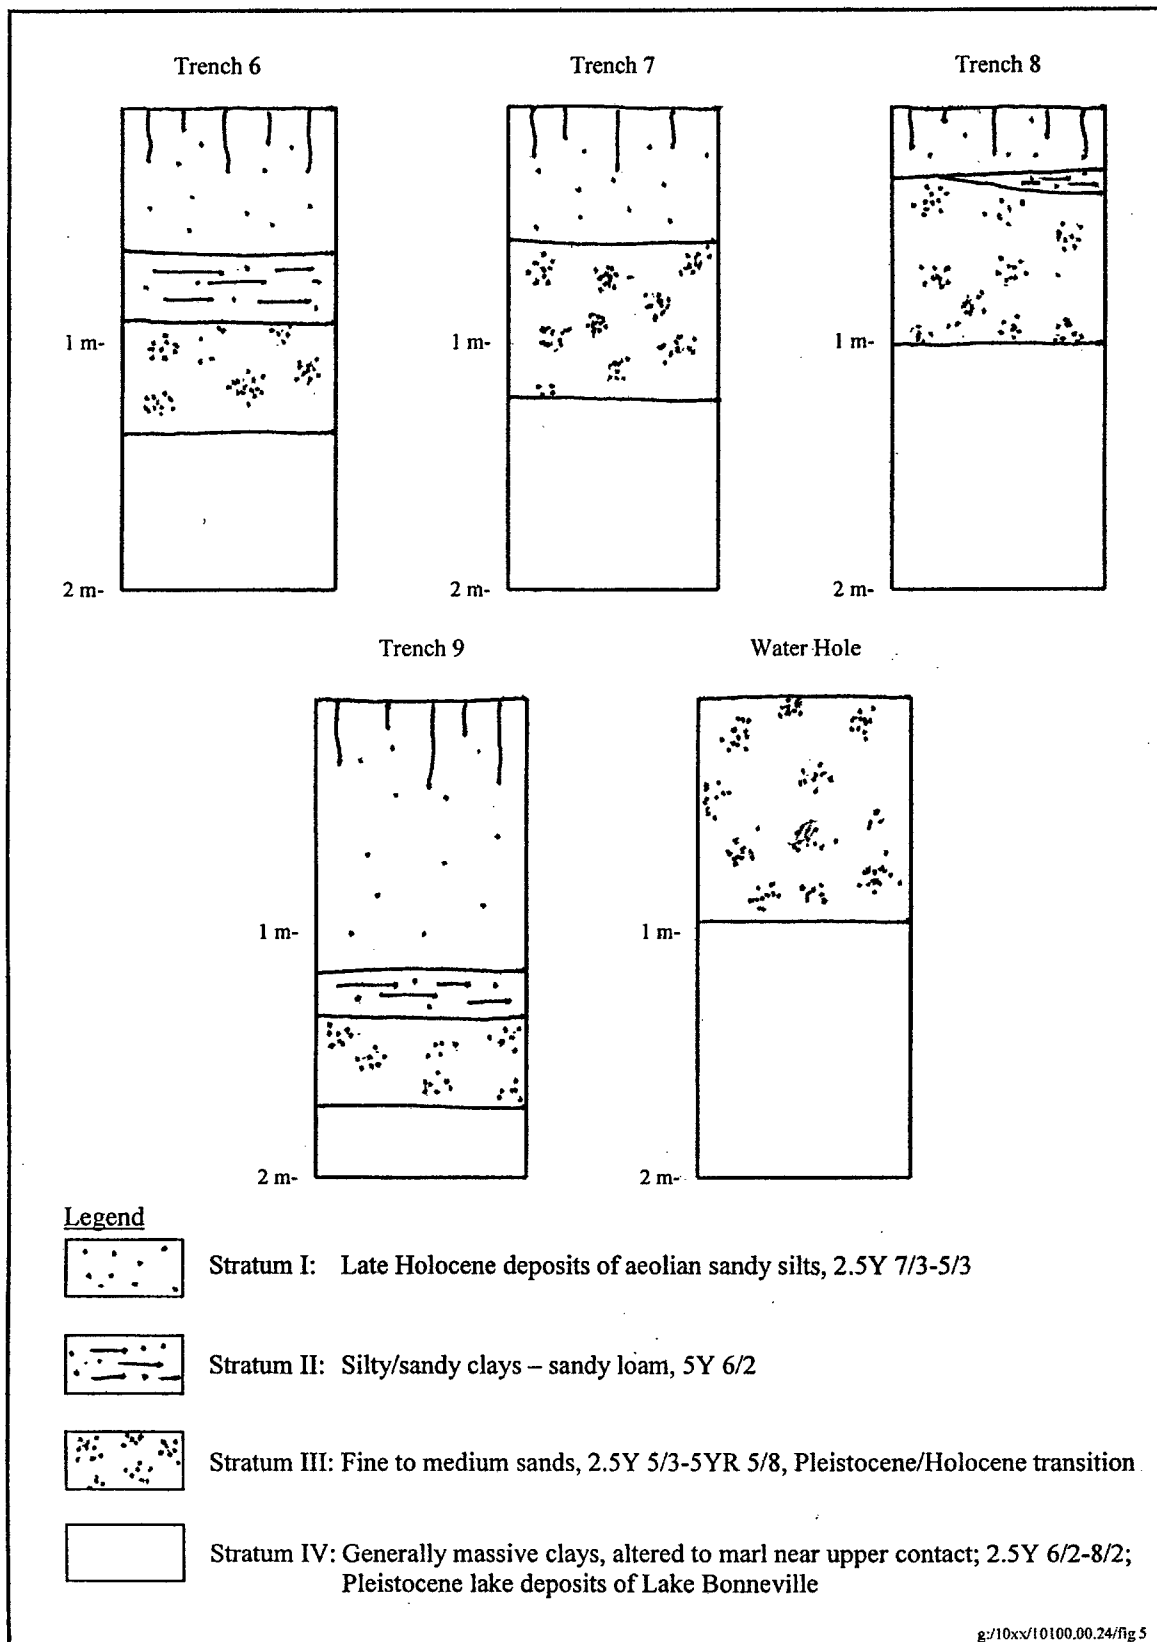 Trench 6
Trench 7
Trench 8
1 m-
1 m-
1 m-
2 m-
2 m-
2 m-
Trench 9
Water Hole
1 m-
1 m-
2 m-
2 m-
Legend
Stratum I: Late Holocene deposits of aeolian sandy silts, 2.5Y 7/3-5/3
Stratum II: Silty/sandy clays – sandy loam, 5Y 6/2
Stratum III: Fine to medium sands, 2.5Y 5/3-5YR 5/8, Pleistocene/Holocene transition
Stratum IV: Generally massive clays, altered to marl near upper contact; 2.5Y 6/2-8/2;
Pleistocene lake deposits of Lake Bonneville
g:/10xx/10100.00.24/fig 5